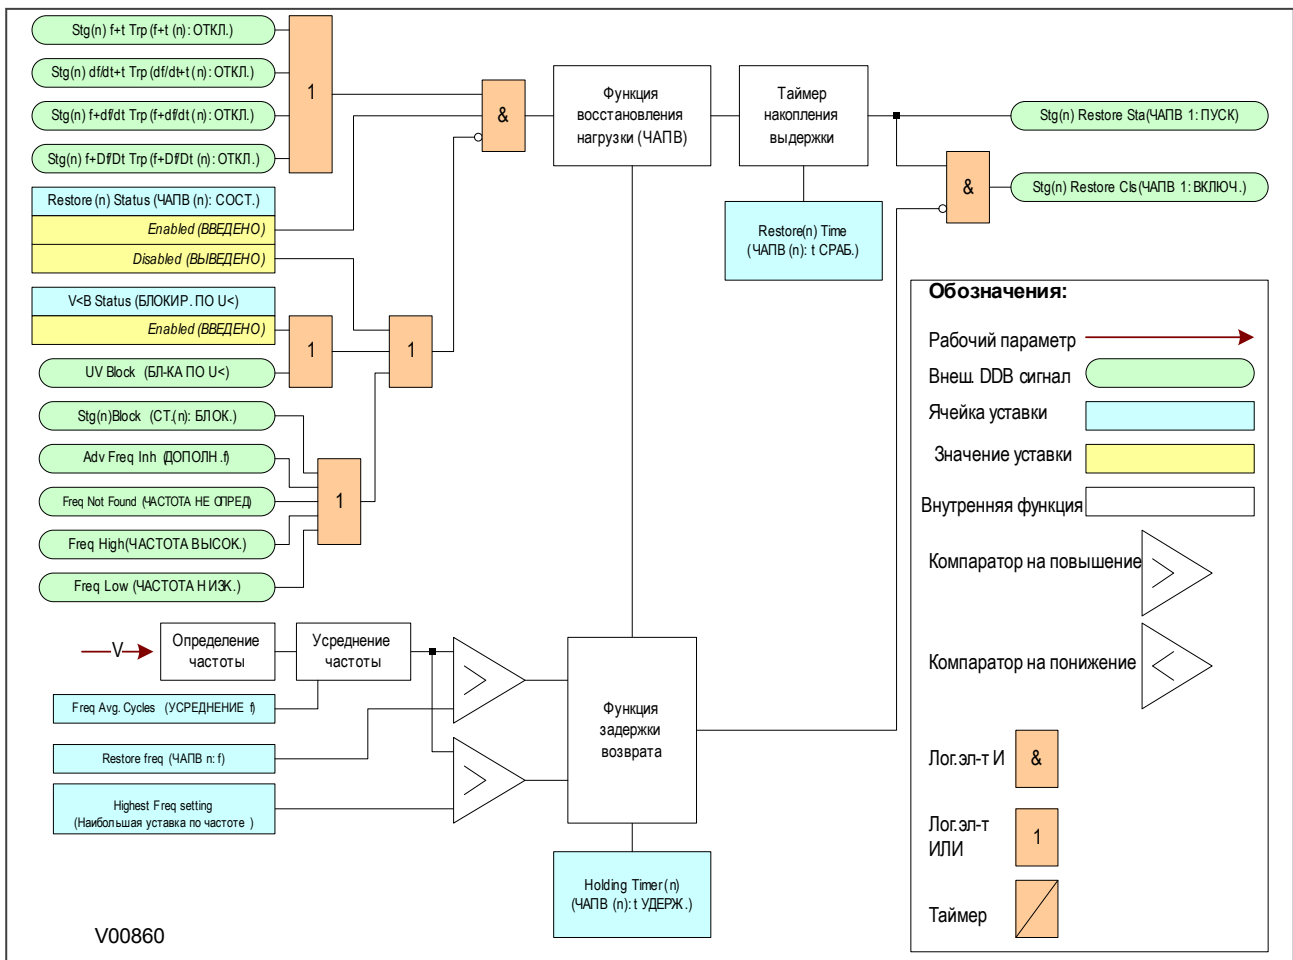 Stg(n) f+t Trp (f+t (n): ОТКЛ.)
Stg(n) df/dt+t Trp (df/dt+t (n): ОТКЛ.)
Stg(n) f+df/dt Trp (f+df/dt (n): ОТКЛ.)
Stg(n) f+Df/Dt Trp (f+Df/Dt (n): ОТКЛ.)
1
Restore (n) Status (ЧАПВ (n): СОСТ.)
Enabled (ВВЕДЕНО)
Disabled (ВЫВЕДЕНО)
V<B Status (БЛОКИР. ПО U<)
Enabled (ВВЕДЕНО)
UV Block (БЛ-КА ПО U<)
1
1
Stg(n)Block (СТ.(n): БЛОК.)
Adv Freq Inh (ДОПОЛН.f)
Freq Not Found (ЧАСТОТА НЕ ОПРЕД)
Freq High(ЧАСТОТА ВЫСОК.)
Freq Low (ЧАСТОТА НИЗК.)
1
&
Функция
восстановления
нагрузки (ЧАПВ)
Таймер
накопления
выдержки
Restore(n) Time
(ЧАПВ (n): t СРАБ.)
&
Stg(n) Restore Sta(ЧАПВ 1: ПУСК)
Stg(n) Restore Cls(ЧАПВ 1: ВКЛЮЧ.)
V
Определение
частоты
Усреднение
частоты
Freq Avg. Cycles (УСРЕДНЕНИЕ f)
Restore freq (ЧАПВ n: f)
Highest Freq setting
(Наибольшая уставка по частоте )
Функция
задержки
возврата
Holding Timer (n)
(ЧАПВ (n): t УДЕРЖ.)
Обозначения:
Рабочий параметр
Внеш. DDB сигнал
Ячейка уставки
Значение уставки
Внутренняя функция
Компаратор на повышение
Компаратор на понижение
Лог.эл-т И
&
Лог.эл-т
ИЛИ
1
Таймер
V00860